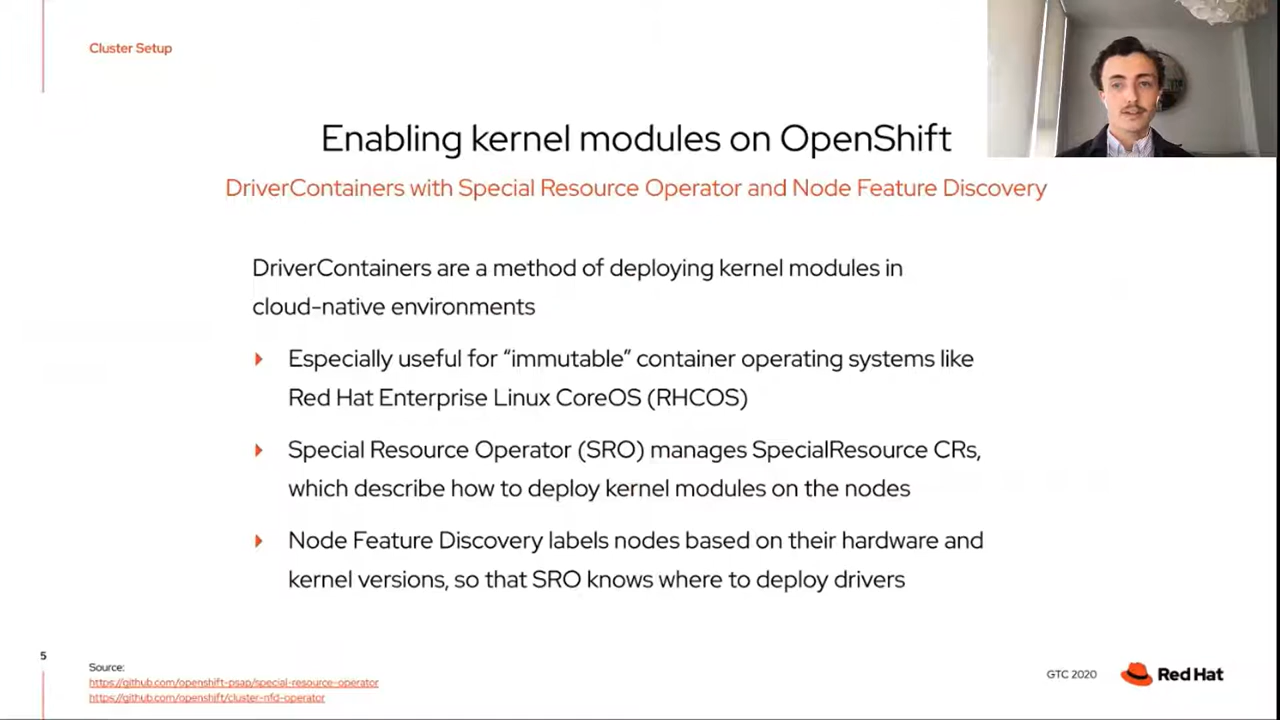 Cluster Setup
Enabling kernel modules on OpenShift
DriverContainers with Special Resource Operator and Node Feature Discovery
DriverContainers are a method of deploying kernel modules in
cloud-native environments
Especially useful for “immutable” container operating systems like
Red Hat Enterprise Linux CoreOS (RHCOS)
Special Resource Operator (SRO) manages SpecialResource CRs,
which describe how to deploy kernel modules on the nodes
Node Feature Discovery labels nodes based on their hardware and
kernel versions, so that SRO knows where to deploy drivers
5
Source:
https://github.com/openshift-psap/special-resource-operator
https://github.com/openshift/cluster-nfd-operator
GTC 2020
Red Hat